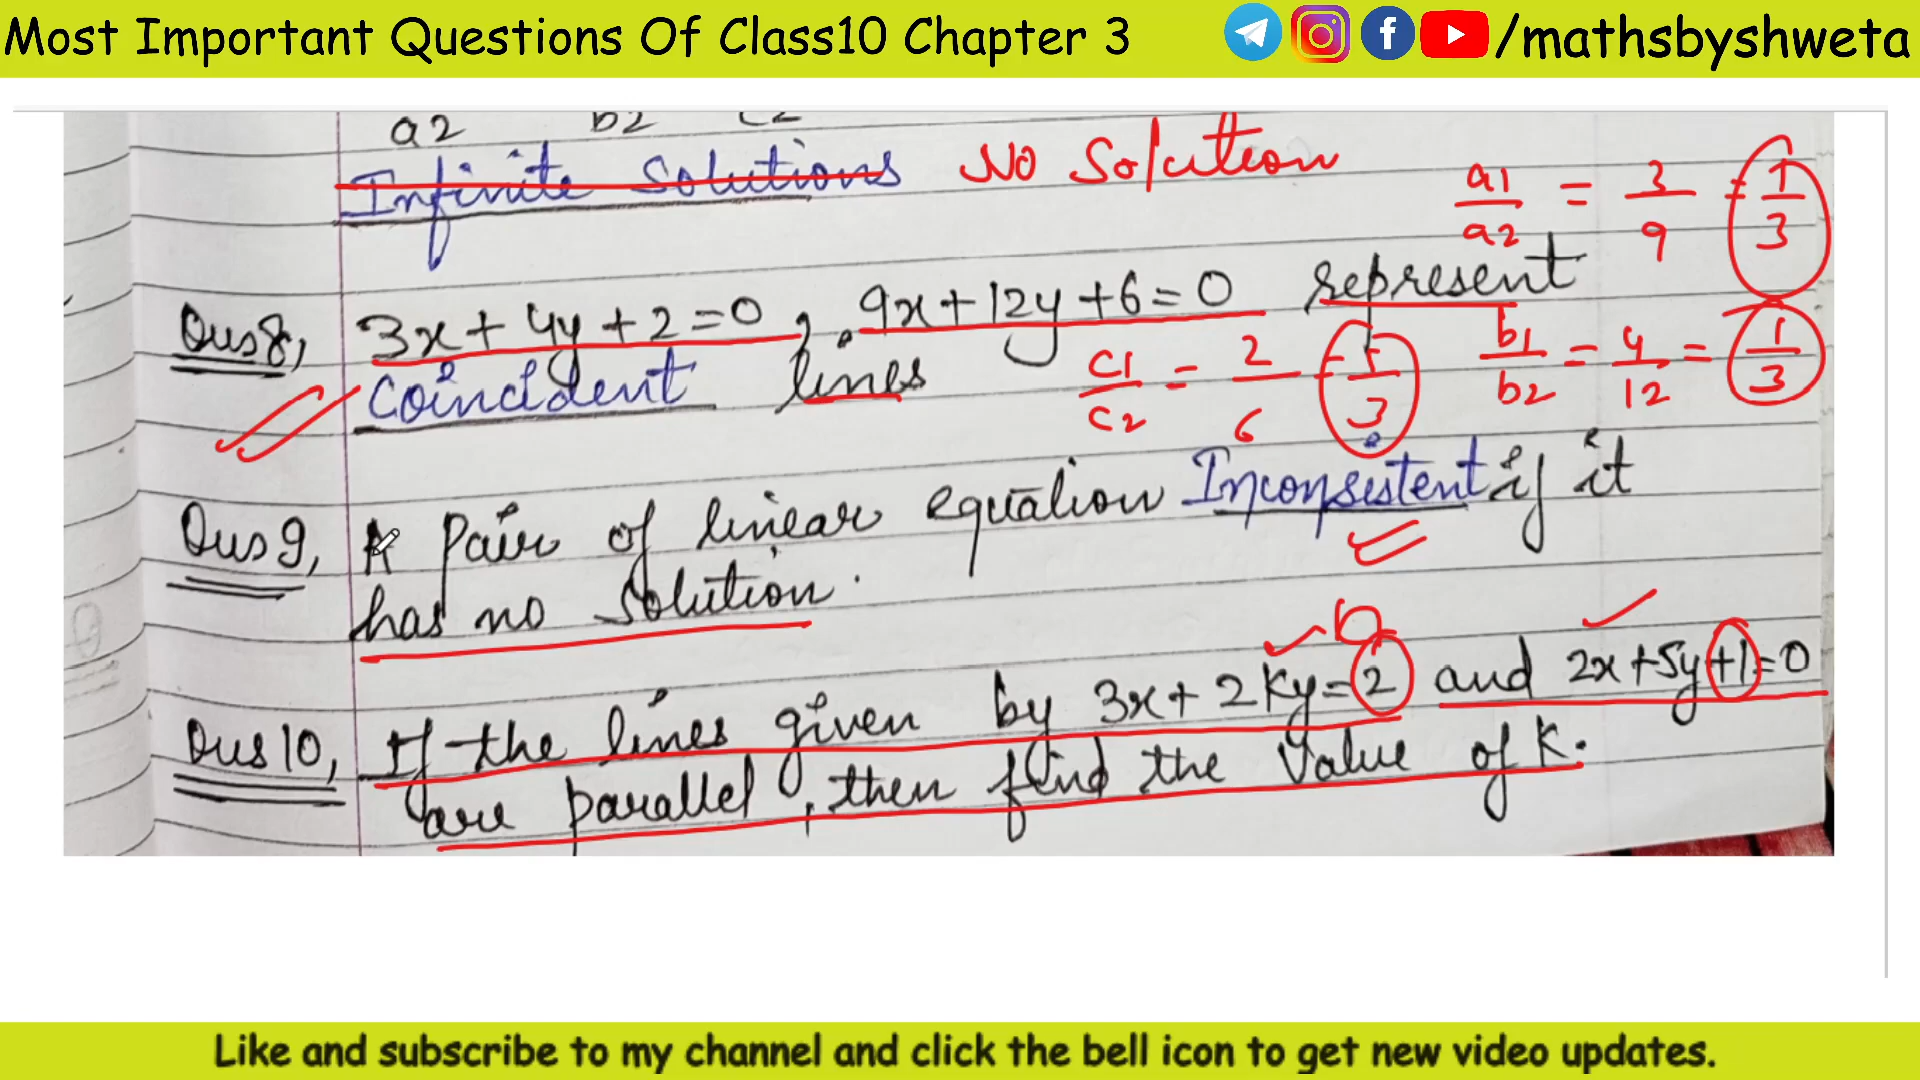 Most Important Questions Of Class10 Chapter 3 /mathsbyshweta
a2 b2 c2
Infinite Solutions No Solution
a1/a2 = 3/9 = 1/3
Ques8, 3x+4y+2=0, 9x+12y+6=0 represent
coincident lines c1/c2 = 2/6 = 1/3 b1/b2 = 4/12 = 1/3
Ques9, A pair of linear equation Inconsistent if it
has no solution.
Ques10, If the lines given by 3x+2ky=2 and 2x+5y+1=0
are parallel, then find the value of k.
Like and subscribe to my channel and click the bell icon to get new video updates.